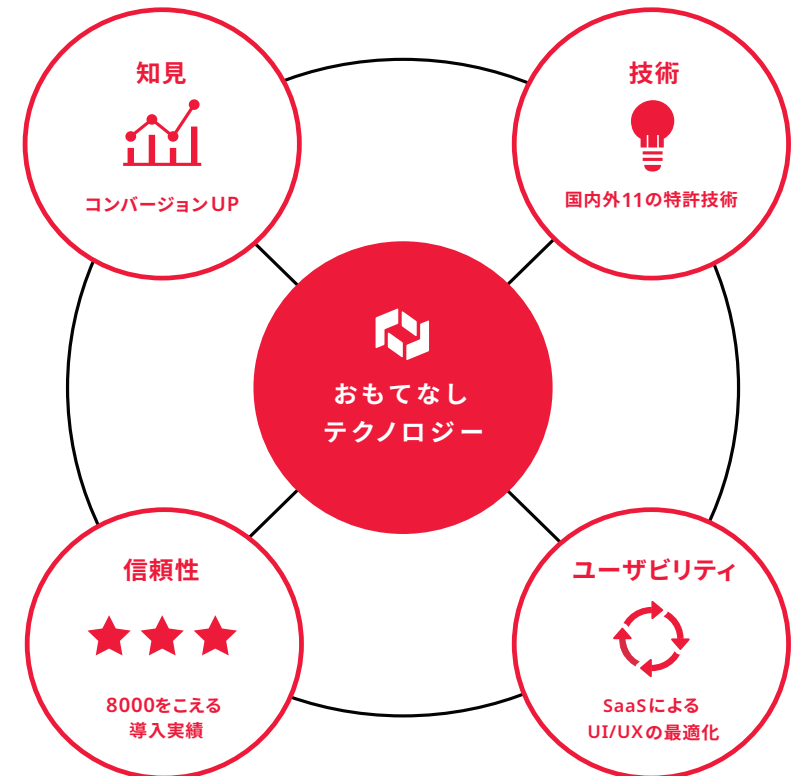 知見
コンバージョンUP
技術
国内外11の特許技術
おもてなし
テクノロジー
信頼性
8000をこえる
導入実績
ユーザビリティ
SaaSによる
UI/UXの最適化